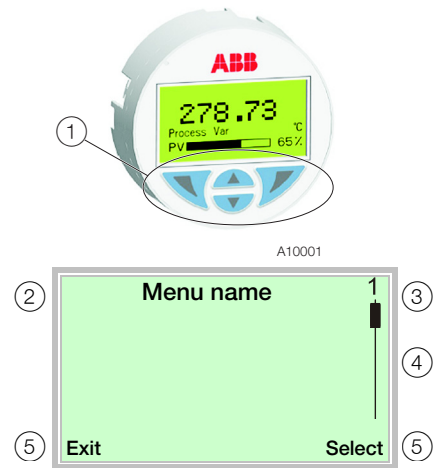 ABB
278.73
Process Var °C
PV 65%
1
A10001
2 Menu name 1 3
4
5 Exit Select 5